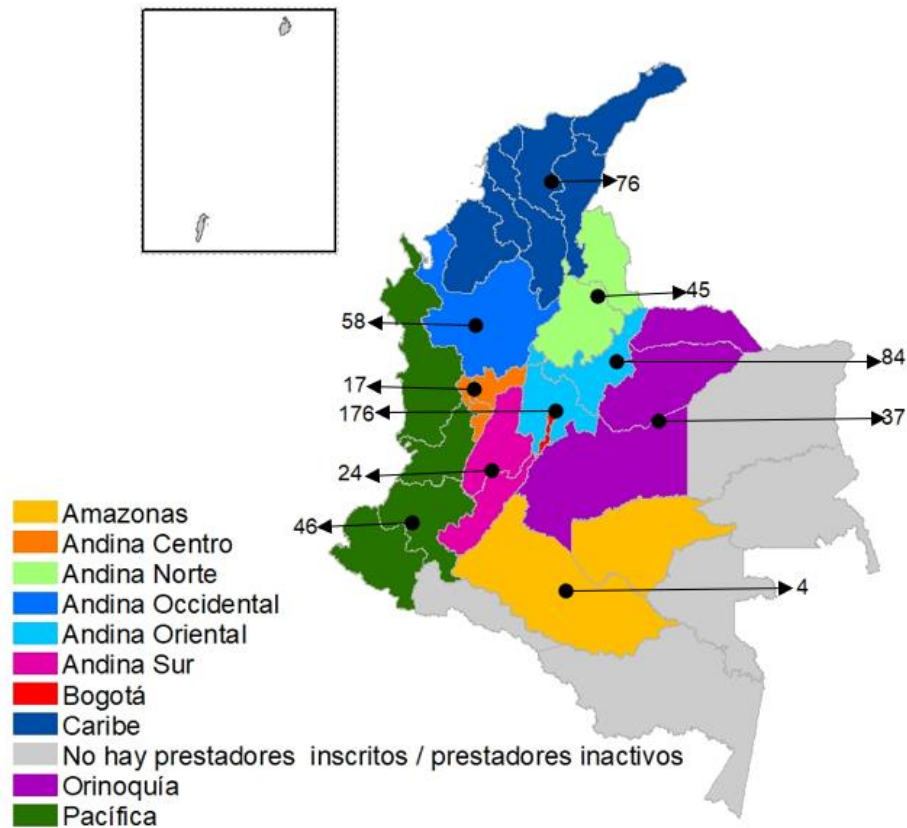 76
45
58
84
17
176
37
24
46
4
Amazonas
Andina Centro
Andina Norte
Andina Occidental
Andina Oriental
Andina Sur
Bogotá
Caribe
No hay prestadores inscritos / prestadores inactivos
Orinoquía
Pacífica